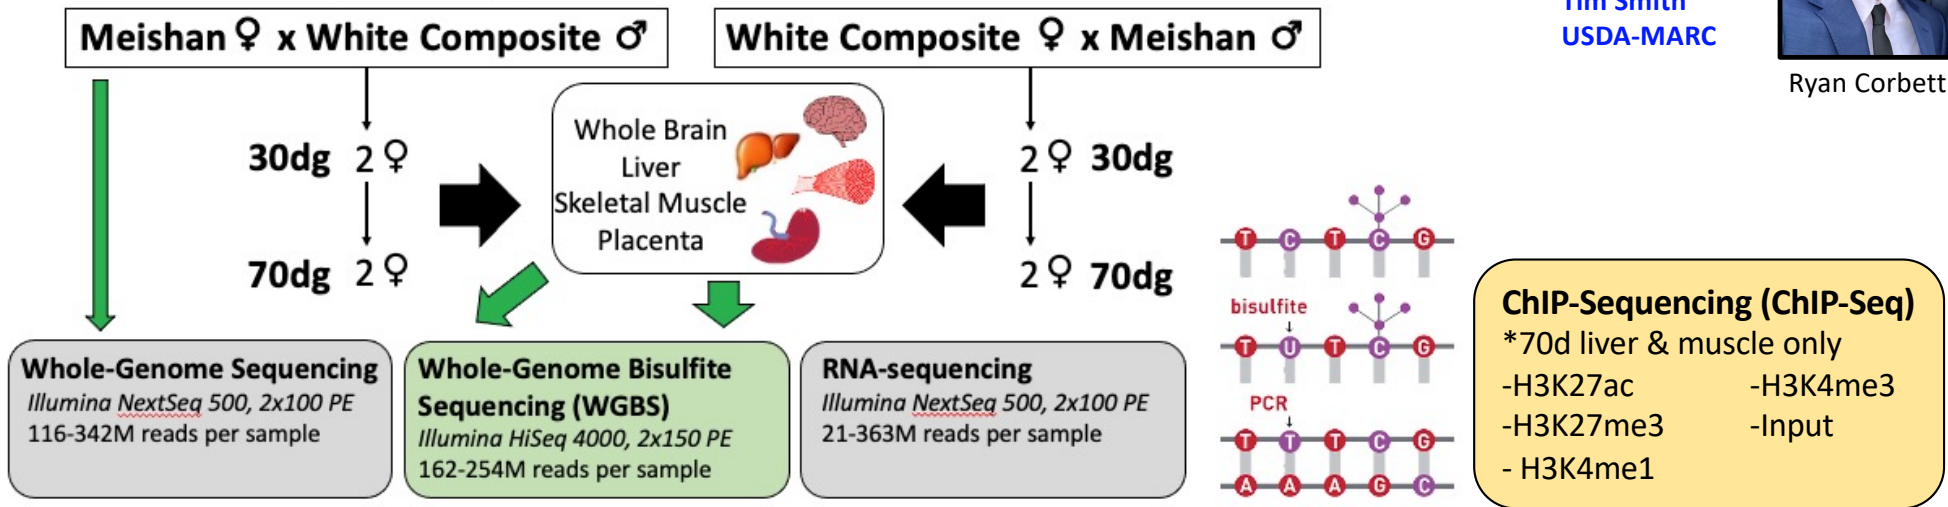 Tim Smith
USDA-MARC
Ryan Corbett
Meishan ♀ x White Composite ♂
White Composite ♀ x Meishan ♂
30dg 2 ♀
70dg 2 ♀
Whole Brain
Liver
Skeletal Muscle
Placenta
2 ♀ 30dg
2 ♀ 70dg
Whole-Genome Sequencing
Illumina NextSeq 500, 2x100 PE
116-342M reads per sample
Whole-Genome Bisulfite
Sequencing (WGBS)
Illumina HiSeq 4000, 2x150 PE
162-254M reads per sample
RNA-sequencing
Illumina NextSeq 500, 2x100 PE
21-363M reads per sample
T C T C G
bisulfite
T U T C G
PCR
T T T C G
A A A G C
ChIP-Sequencing (ChIP-Seq)
*70d liver & muscle only
-H3K27ac -H3K4me3
-H3K27me3 -Input
- H3K4me1